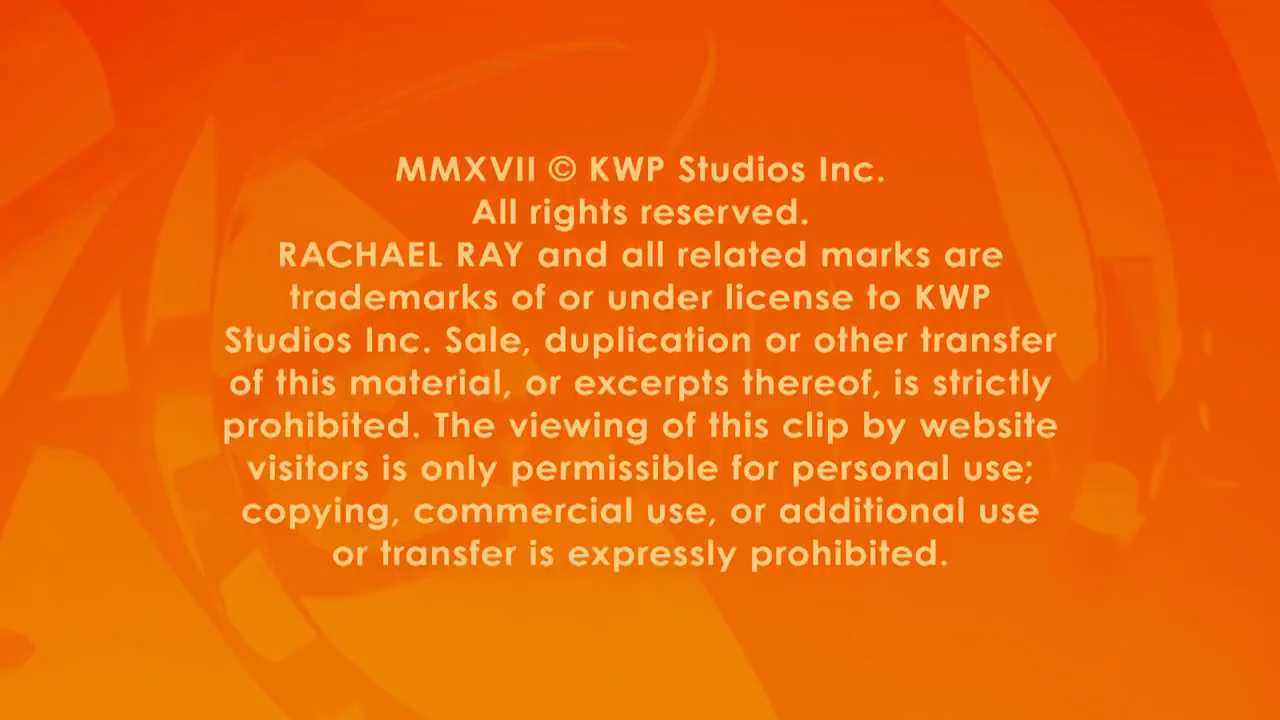 MMXVII © KWP Studios Inc.
All rights reserved.
RACHAEL RAY and all related marks are
trademarks of or under license to KWP
Studios Inc. Sale, duplication or other transfer
of this material, or excerpts thereof, is strictly
prohibited. The viewing of this clip by website
visitors is only permissible for personal use;
copying, commercial use, or additional use
or transfer is expressly prohibited.